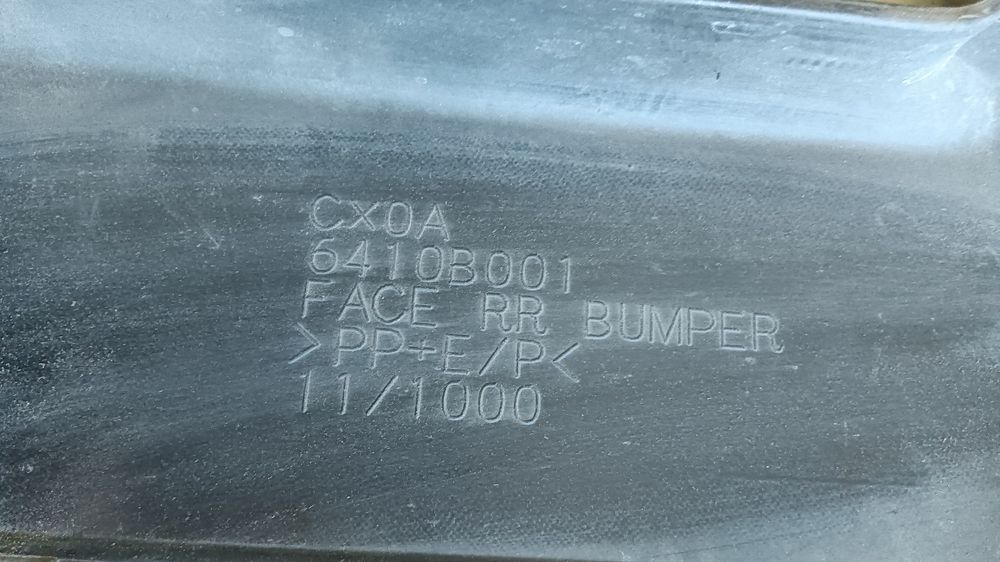 CX0A
6410B001
FACE RR BUMPER
>PP+E/P<
11/1000